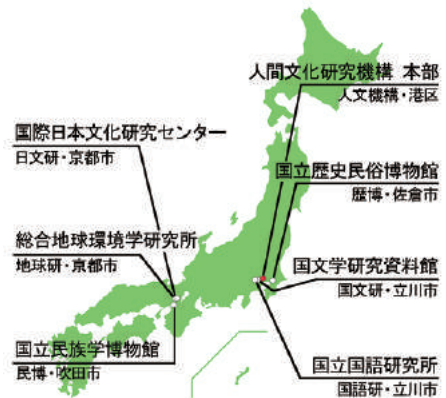 人間文化研究機構 本部
人文機構・港区
国際日本文化研究センター
日文研・京都市
国立歴史民俗博物館
歴博・佐倉市
総合地球環境学研究所
地球研・京都市
国文学研究資料館
国文研・立川市
国立民族学博物館
民博・吹田市
国立国語研究所
国語研・立川市